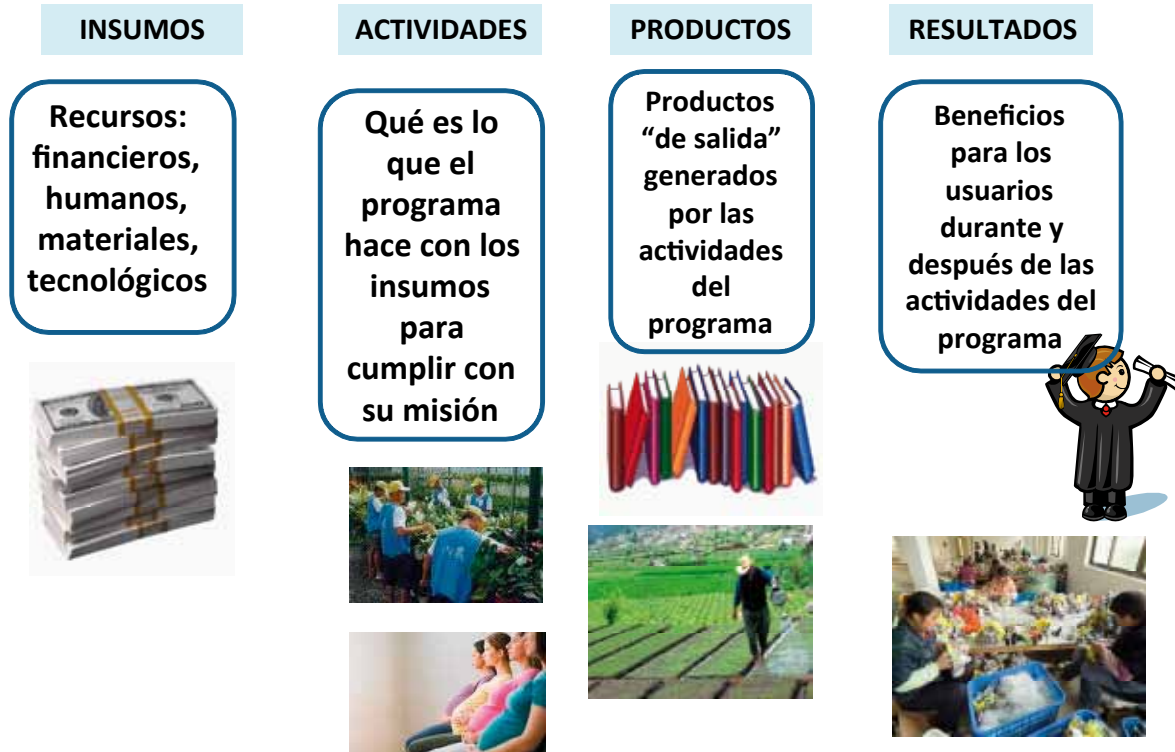 INSUMOS
ACTIVIDADES
PRODUCTOS
RESULTADOS
Recursos:
financieros,
humanos,
materiales,
tecnológicos
Qué es lo
que el
programa
hace con los
insumos
para
cumplir con
su misión
Productos
“de salida”
generados
por las
actividades
del
programa
Beneficios
para los
usuarios
durante y
después de las
actividades del
programa